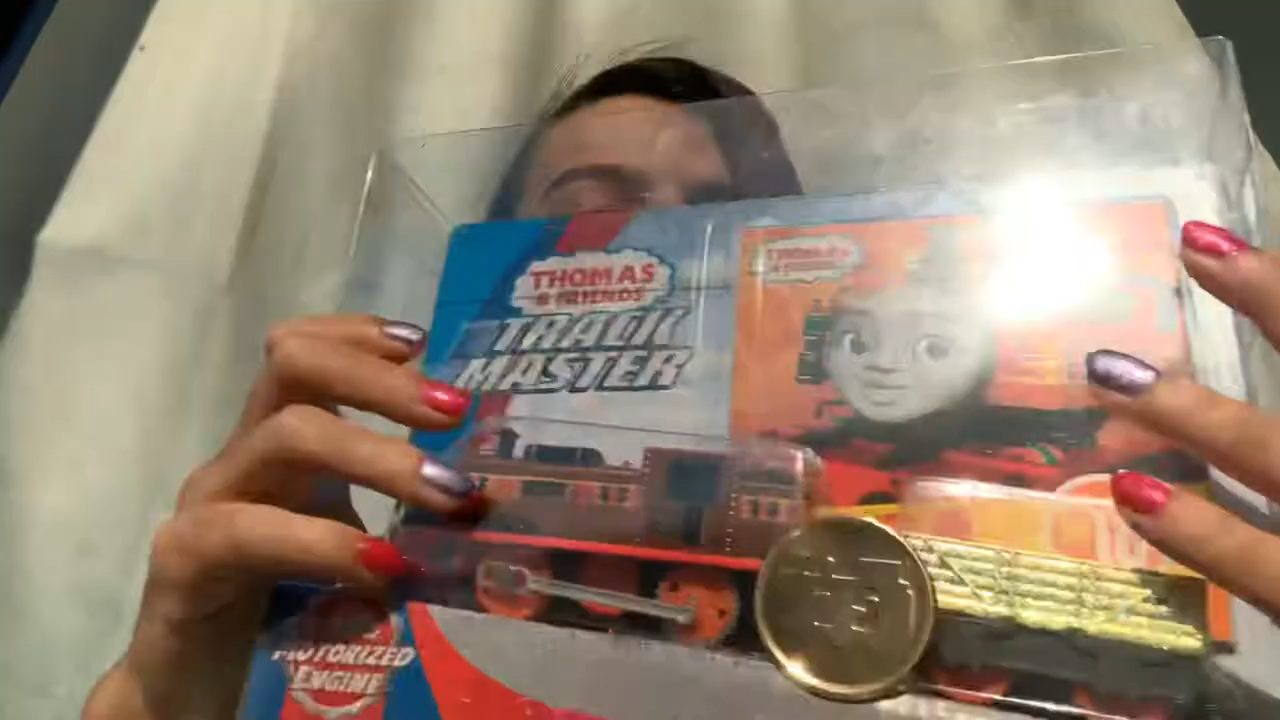 THOMAS
& FRIENDS
TRACK
MASTER
THOMAS
& FRIENDS
MOTORIZED
ENGINE